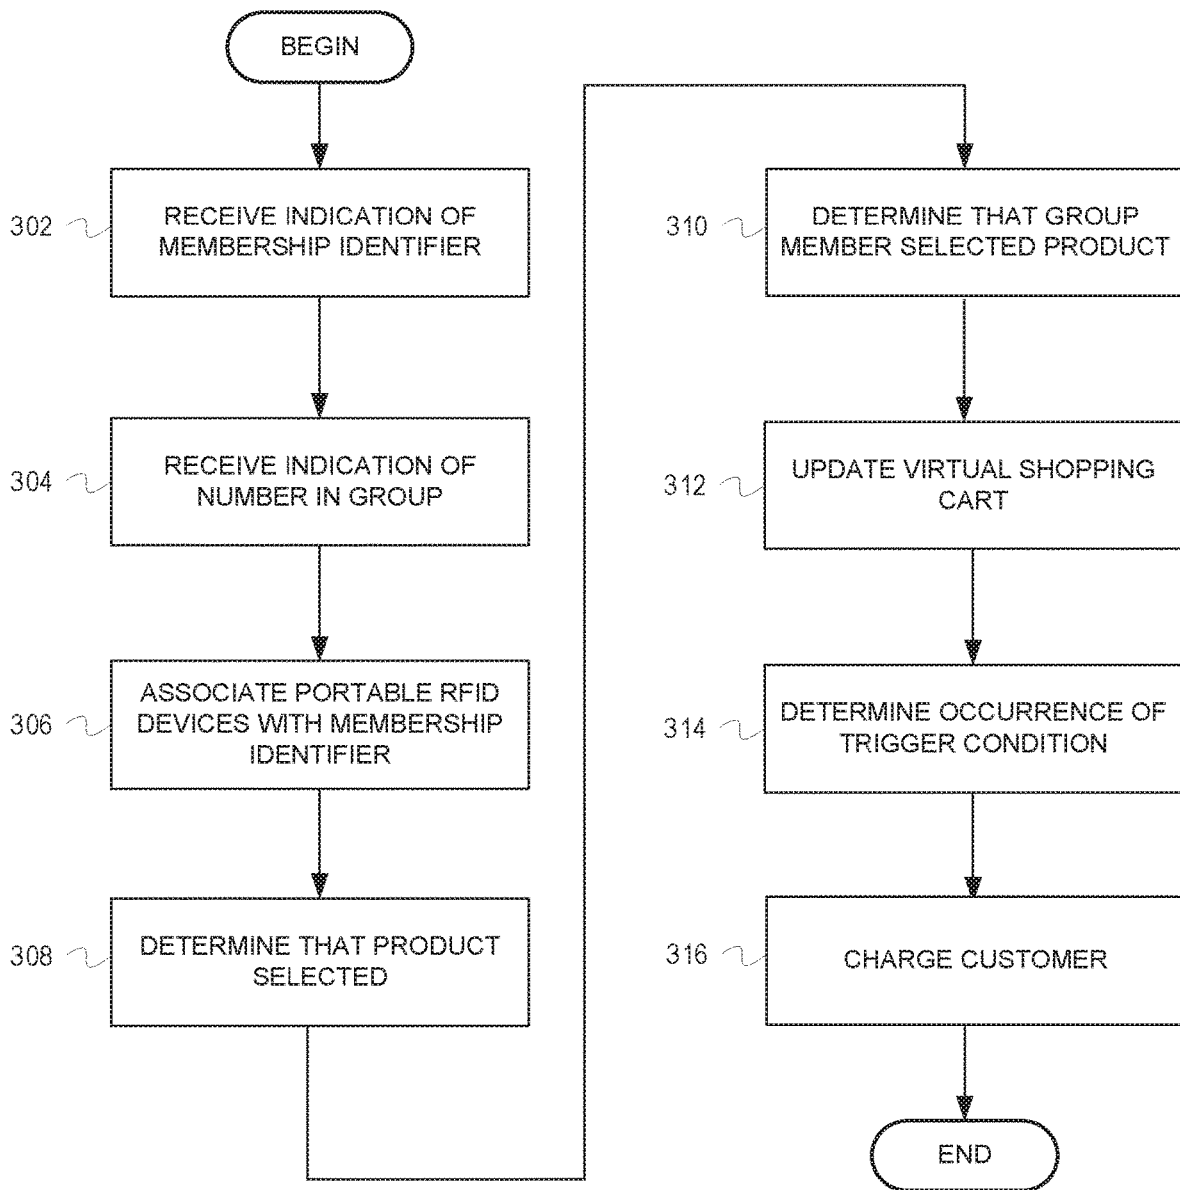 BEGIN
302
RECEIVE INDICATION OF
MEMBERSHIP IDENTIFIER
304
RECEIVE INDICATION OF
NUMBER IN GROUP
306
ASSOCIATE PORTABLE RFID
DEVICES WITH MEMBERSHIP
IDENTIFIER
308
DETERMINE THAT PRODUCT
SELECTED
310
DETERMINE THAT GROUP
MEMBER SELECTED PRODUCT
312
UPDATE VIRTUAL SHOPPING
CART
314
DETERMINE OCCURRENCE OF
TRIGGER CONDITION
316
CHARGE CUSTOMER
END